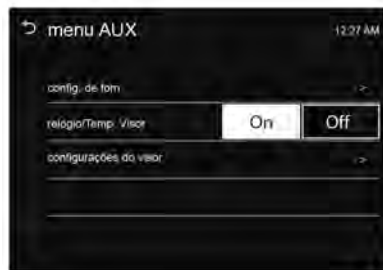 menu AUX 12:27 AM
config. de tom >
relógio/Temp. Visor On Off
configurações do visor >